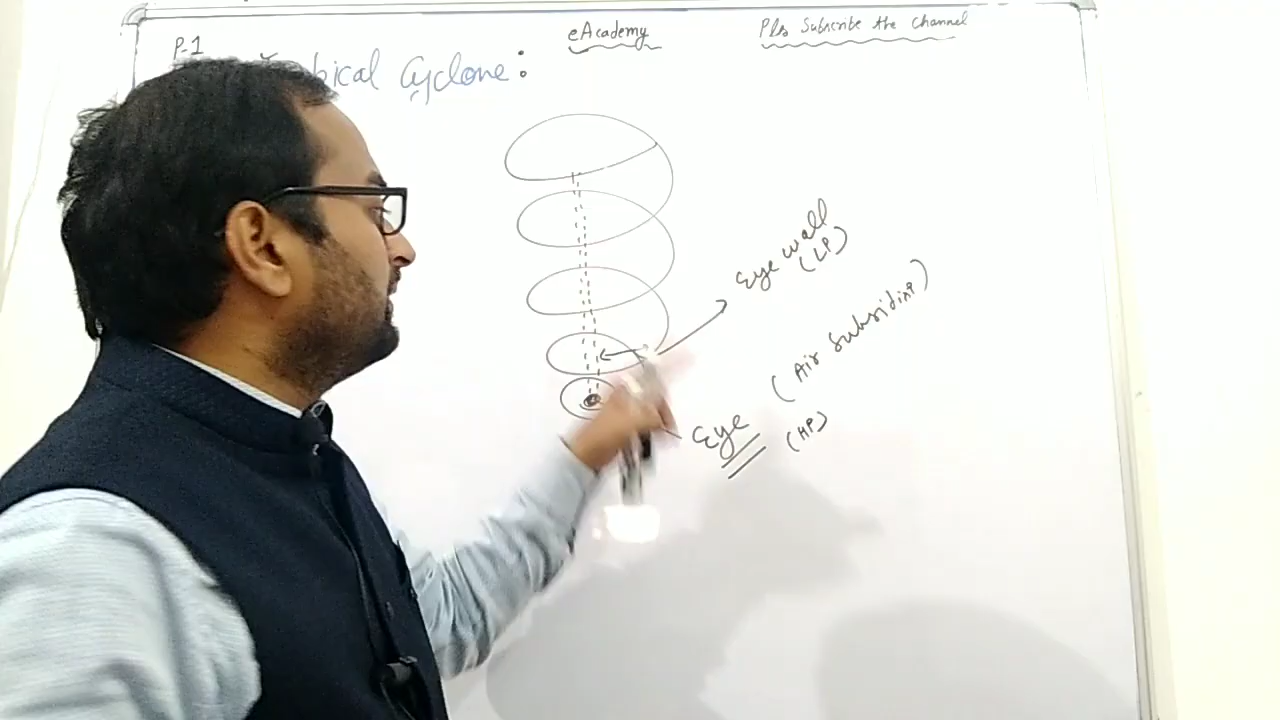 P-1
eAcademy
Pls Subscribe the Channel
Cyclone:
Eye wall
(LP)
Eye (Air Subsiding)
(HP)